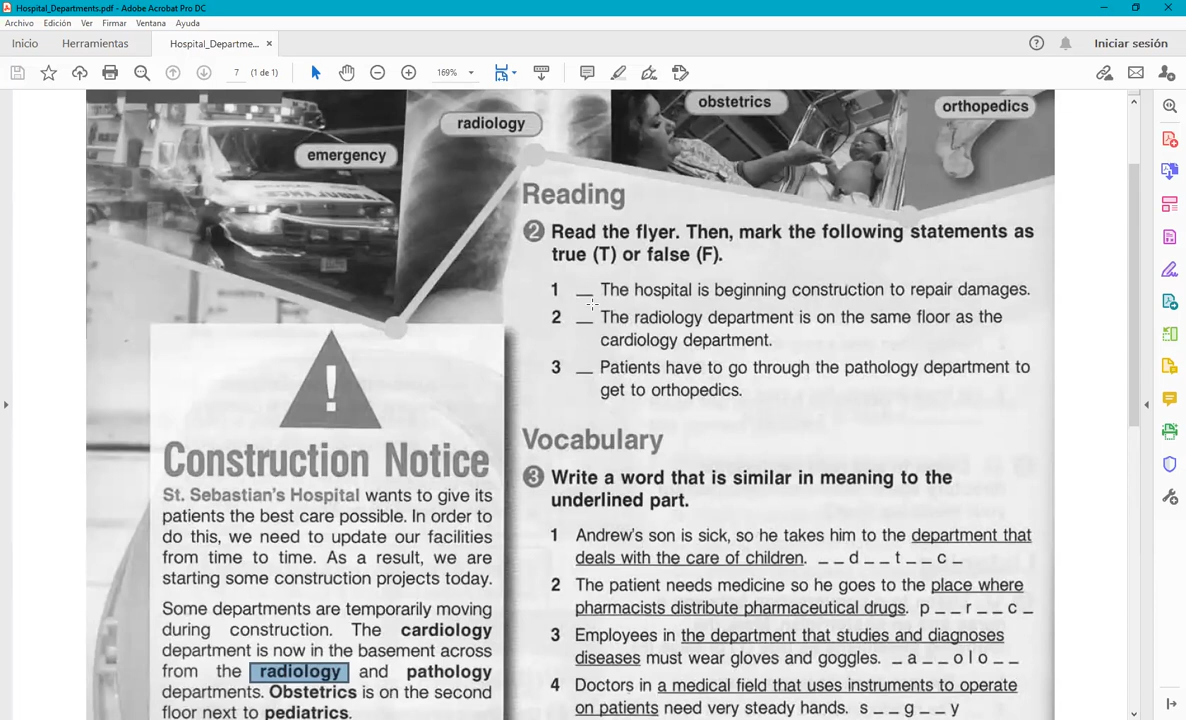 Hospital_Departments.pdf - Adobe Acrobat Pro DC
Archivo Edición Ver Firmar Ventana Ayuda
Inicio Herramientas Hospital_Departme... × Iniciar sesión
7 (1 de 1) 169%
emergency
radiology
obstetrics
orthopedics
Reading
2 Read the flyer. Then, mark the following statements as
true (T) or false (F).
1 __ The hospital is beginning construction to repair damages.
2 __ The radiology department is on the same floor as the
cardiology department.
3 __ Patients have to go through the pathology department to
get to orthopedics.
!
Construction Notice
St. Sebastian's Hospital wants to give its
patients the best care possible. In order to
do this, we need to update our facilities
from time to time. As a result, we are
starting some construction projects today.
Some departments are temporarily moving
during construction. The cardiology
department is now in the basement across
from the radiology and pathology
departments. Obstetrics is on the second
floor next to pediatrics.
Vocabulary
3 Write a word that is similar in meaning to the
underlined part.
1 Andrew's son is sick, so he takes him to the department that
deals with the care of children. _ _ d _ _ t _ _ c _
2 The patient needs medicine so he goes to the place where
pharmacists distribute pharmaceutical drugs. p _ _ r _ _ c _
3 Employees in the department that studies and diagnoses
diseases must wear gloves and goggles. _ a _ _ o l o _ _
4 Doctors in a medical field that uses instruments to operate
on patients need very steady hands. s _ _ g _ _ y